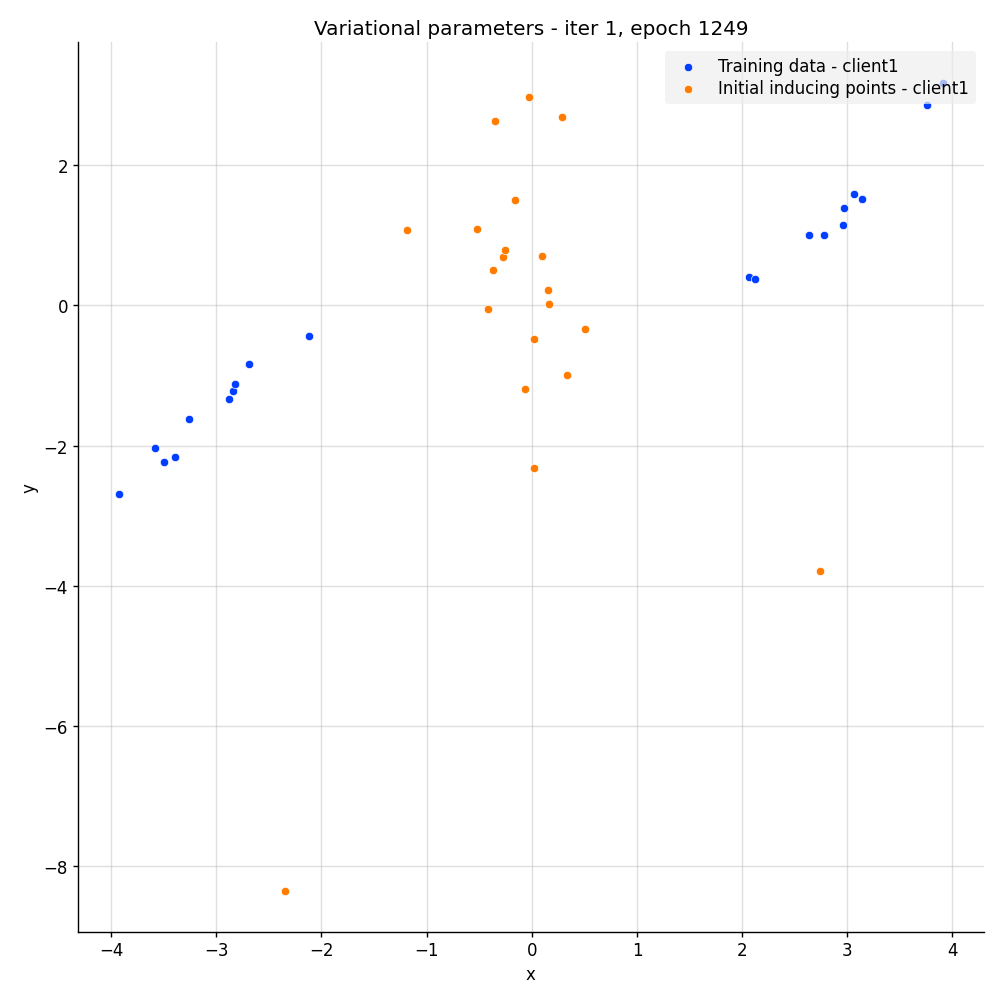 Variational parameters - iter 1, epoch 1249
Training data - client1
Initial inducing points - client1
2
0
−2
−4
−6
−8
y
−4 −3 −2 −1 0 1 2 3 4
x